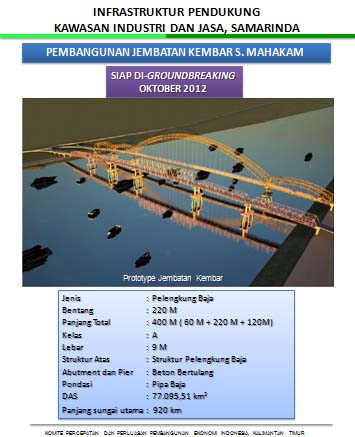 INFRASTRUKTUR PENDUKUNG
KAWASAN INDUSTRI DAN JASA, SAMARINDA
PEMBANGUNAN JEMBATAN KEMBAR S. MAHAKAM
SIAP DI-GROUNDBREAKING
OKTOBER 2012
Prototype Jembatan Kembar
Jenis : Pelengkung Baja
Bentang : 220 M
Panjang Total : 400 M ( 60 M + 220 M + 120M)
Kelas : A
Lebar : 9 M
Struktur Atas : Struktur Pelengkung Baja
Abutment dan Pier : Beton Bertulang
Pondasi : Pipa Baja
DAS : 77.095,51 km²
Panjang sungai utama : 920 km
KOMITE PERCEPATAN DAN PERLUASAN PEMBANGUNAN EKONOMI INDONESIA, KALIMANTAN TIMUR.